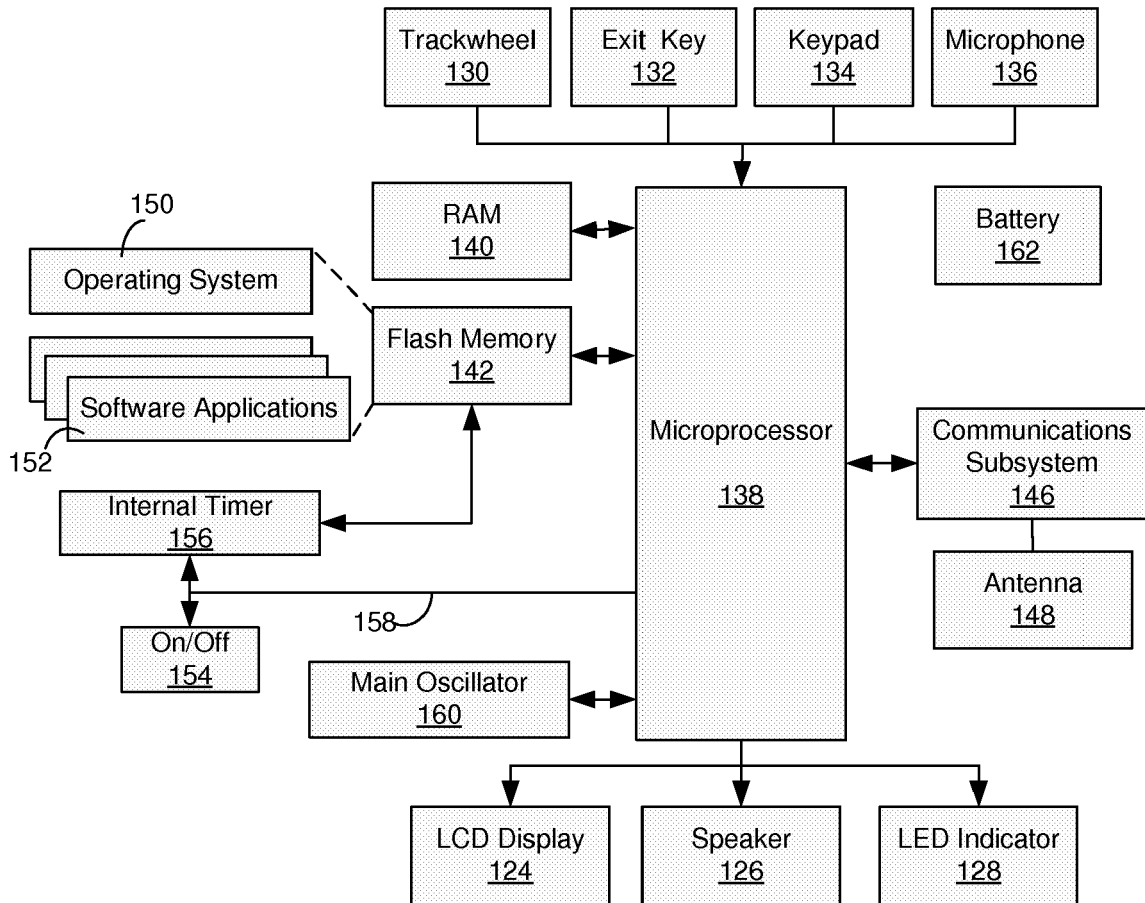 Trackwheel
130
Exit Key
132
Keypad
134
Microphone
136
150
RAM
140
Battery
162
Operating System
Flash Memory
142
Software Applications
152
Microprocessor
138
Communications
Subsystem
146
Internal Timer
156
Antenna
148
158
On/Off
154
Main Oscillator
160
LCD Display
124
Speaker
126
LED Indicator
128